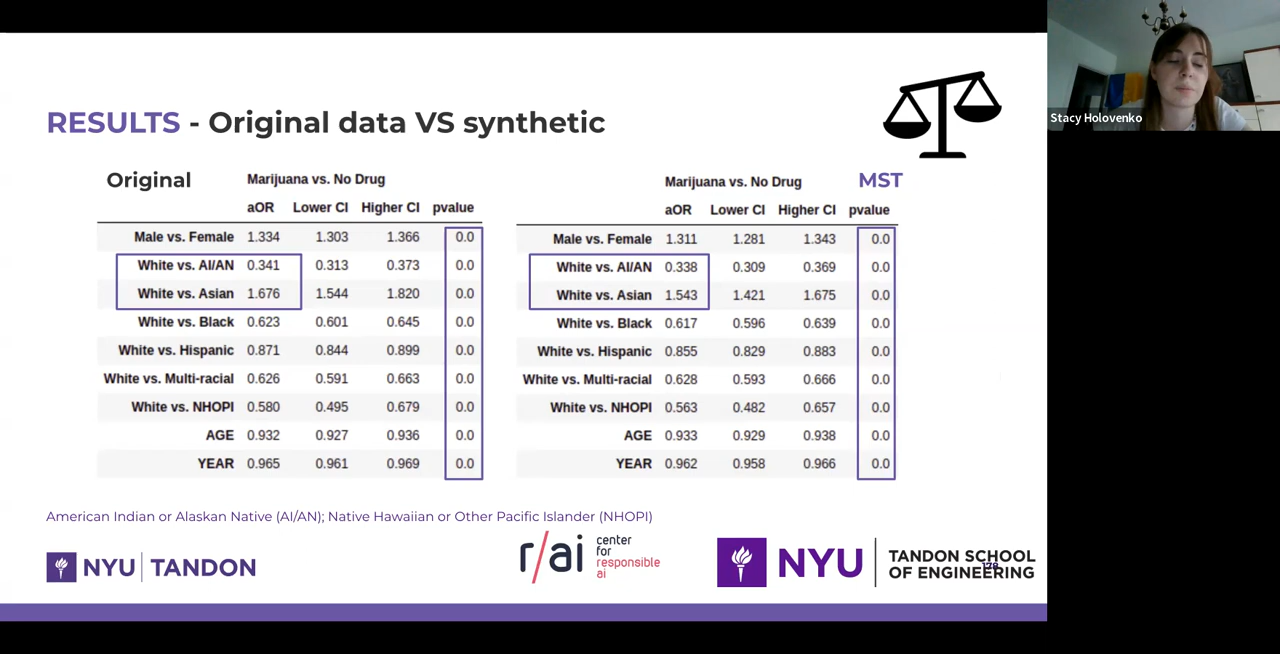 RESULTS - Original data VS synthetic
Original
Marijuana vs. No Drug
aOR Lower CI Higher CI pvalue
Male vs. Female 1.334 1.303 1.366 0.0
White vs. AI/AN 0.341 0.313 0.373 0.0
White vs. Asian 1.676 1.544 1.820 0.0
White vs. Black 0.623 0.601 0.645 0.0
White vs. Hispanic 0.871 0.844 0.899 0.0
White vs. Multi-racial 0.626 0.591 0.663 0.0
White vs. NHOPI 0.580 0.495 0.679 0.0
AGE 0.932 0.927 0.936 0.0
YEAR 0.965 0.961 0.969 0.0
Marijuana vs. No Drug
MST
aOR Lower CI Higher CI pvalue
Male vs. Female 1.311 1.281 1.343 0.0
White vs. AI/AN 0.338 0.309 0.369 0.0
White vs. Asian 1.543 1.421 1.675 0.0
White vs. Black 0.617 0.596 0.639 0.0
White vs. Hispanic 0.855 0.829 0.883 0.0
White vs. Multi-racial 0.628 0.593 0.666 0.0
White vs. NHOPI 0.563 0.482 0.657 0.0
AGE 0.933 0.929 0.938 0.0
YEAR 0.962 0.958 0.966 0.0
American Indian or Alaskan Native (AI/AN); Native Hawaiian or Other Pacific Islander (NHOPI)
NYU TANDON
r/ai
center
for
responsible
ai
NYU
TANDON SCHOOL
OF ENGINEERING
Stacy Holovenko